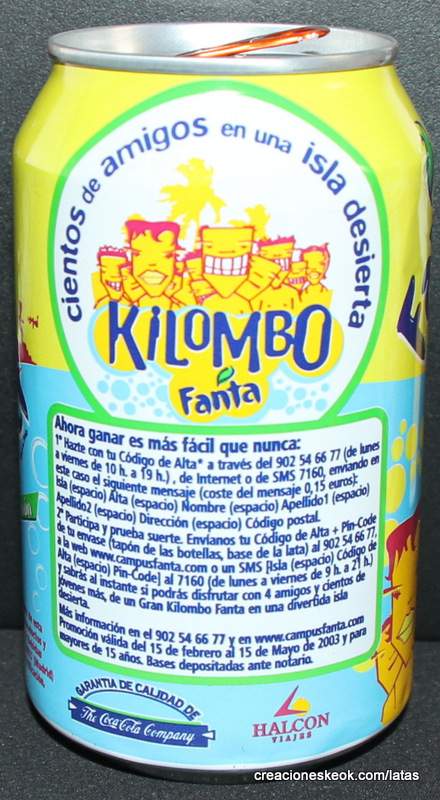 cientos de amigos en una isla desierta
KiLOMBO
Fanta
Ahora ganar es más fácil que nunca:
1º Hazte con tu Código de Alta* a través del 902 54 66 77 (de lunes
a viernes de 10 h. a 19 h.), de Internet o de SMS 7160, enviando en
este caso el siguiente mensaje (coste del mensaje 0,15 euros):
Isla (espacio) Alta (espacio) Nombre (espacio) Apellido1 (espacio)
Apellido2 (espacio) Dirección (espacio) Código postal.
2º Participa y prueba suerte. Envíanos tu Código de Alta + Pin-Code
de tu envase (tapón de las botellas, base de la lata) al 902 54 66 77,
a la web www.campusfanta.com o un SMS [Isla (espacio) Código de
Alta (espacio) Pin-Code] al 7160 (de lunes a viernes de 9 h. a 21 h.)
y sabrás al instante si podrás disfrutar con 4 amigos y cientos de
jóvenes más, de un Gran Kilombo Fanta en una divertida isla
desierta.
Más información en el 902 54 66 77 y en www.campusfanta.com
Promoción válida del 15 de febrero al 15 de Mayo de 2003 y para
mayores de 15 años. Bases depositadas ante notario.
GARANTIA DE CALIDAD DE
The Coca-Cola Company
HALCON
VIAJES
creacioneskeok.com/latas